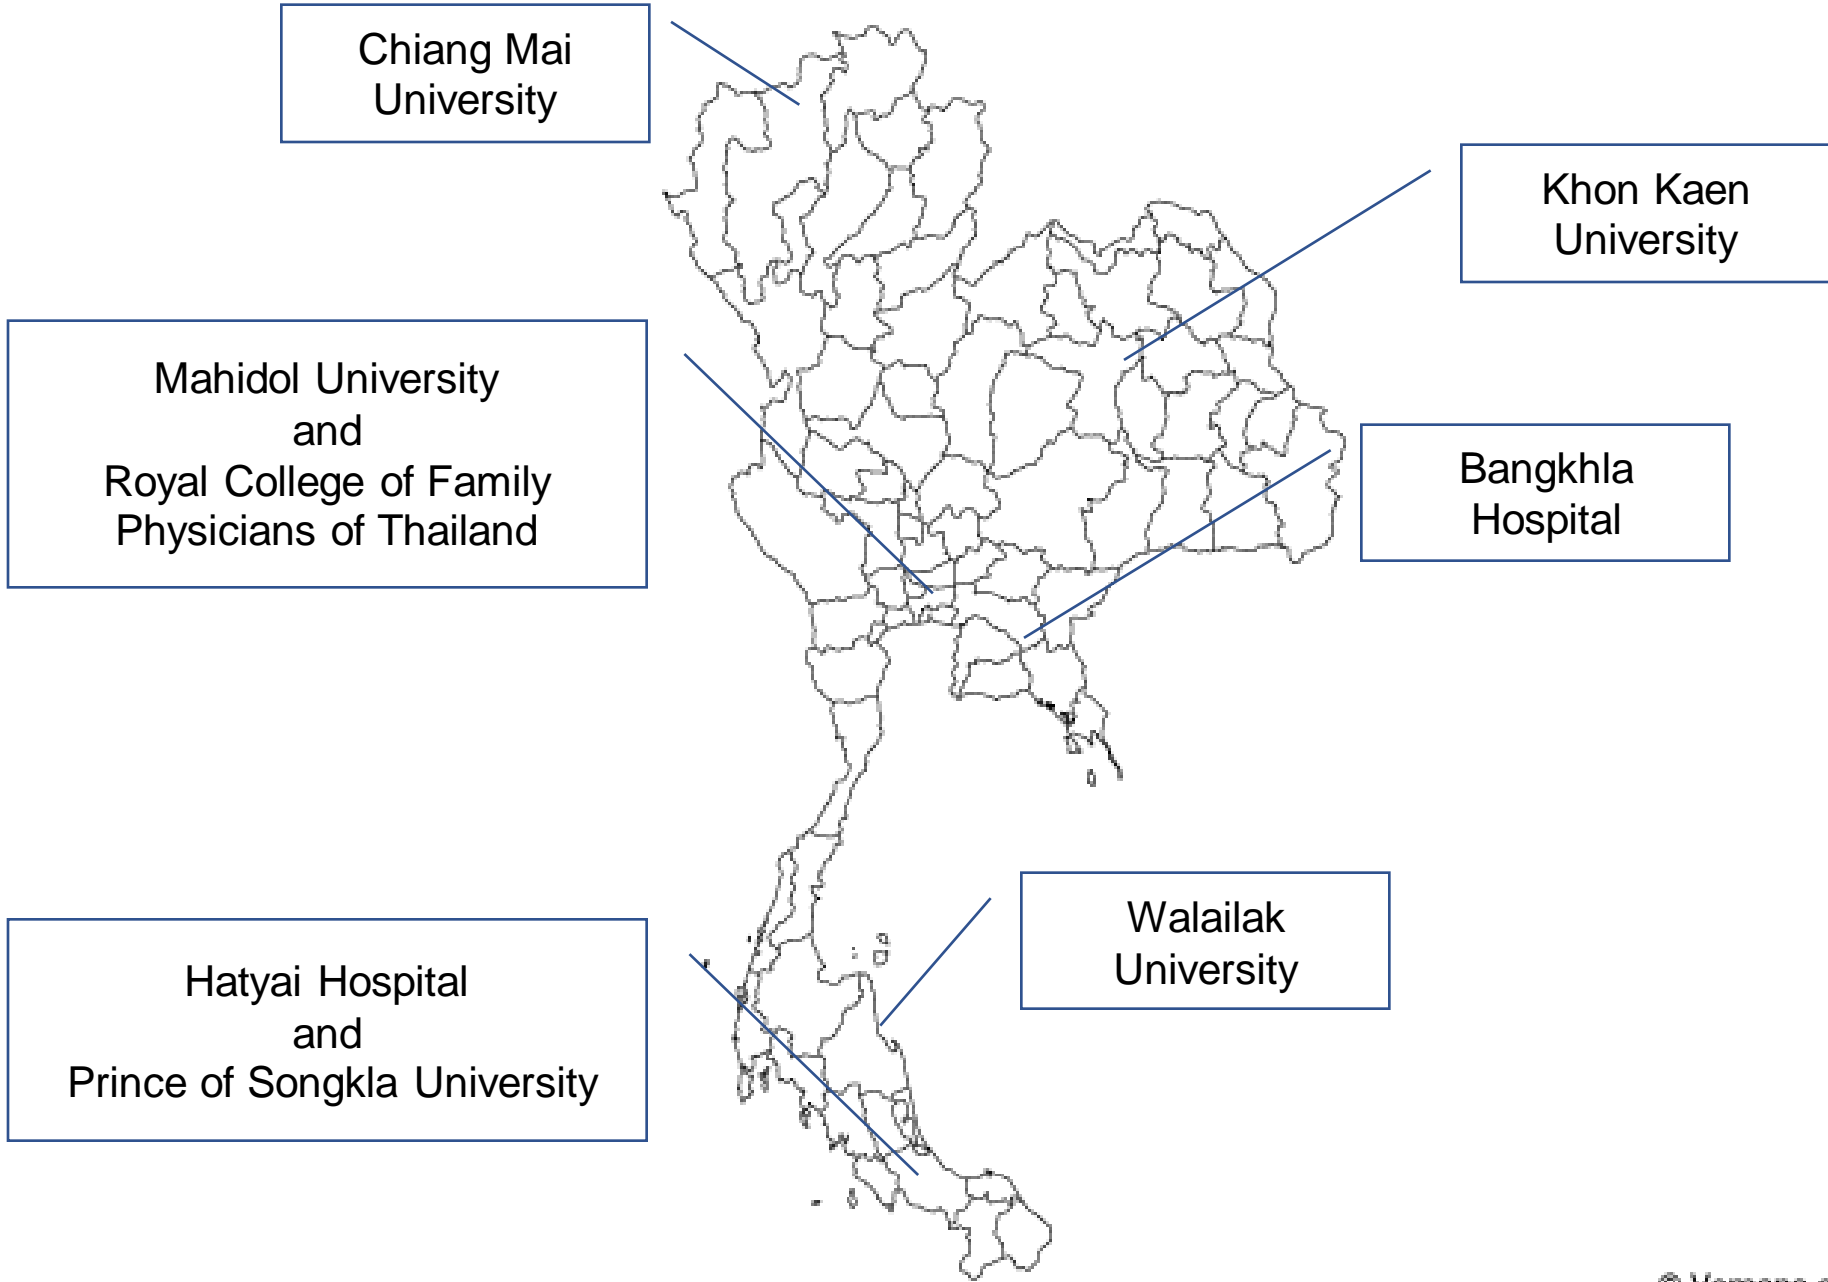 Chiang Mai
University
Khon Kaen
University
Mahidol University
and
Royal College of Family
Physicians of Thailand
Bangkhla
Hospital
Walailak
University
Hatyai Hospital
and
Prince of Songkla University